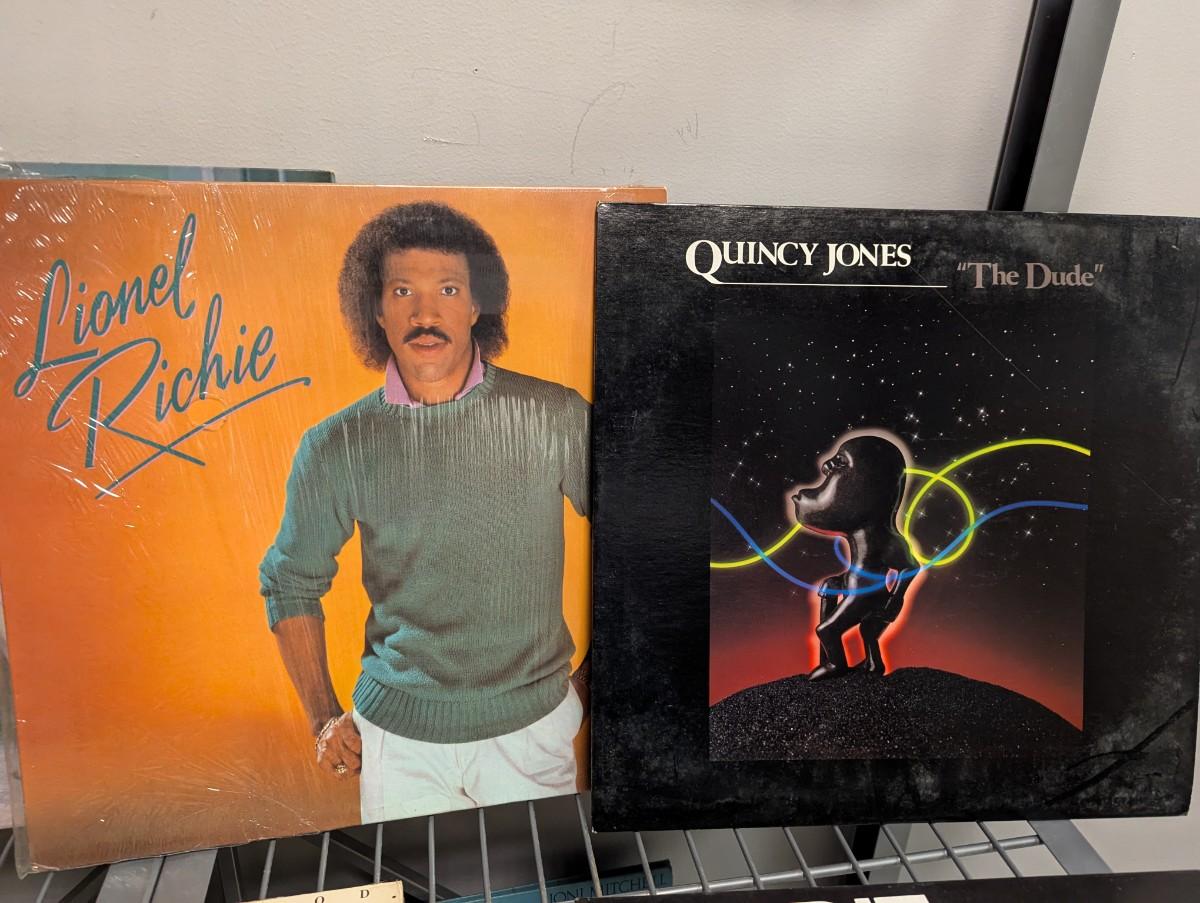 Lionel
Richie
QUINCY JONES
"The Dude"
JONI MITCHELL
O D